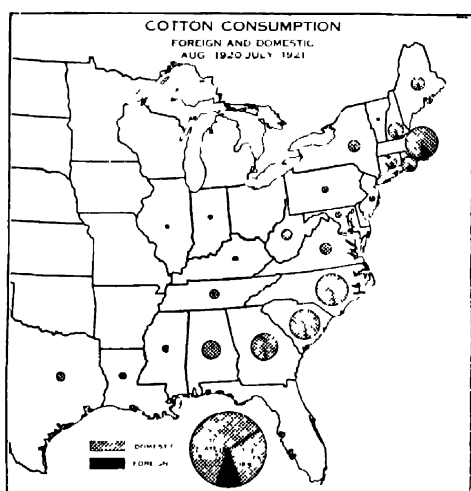 COTTON CONSUMPTION
FOREIGN AND DOMESTIC
AUG. 1920-JULY 1921
DOMESTIC
FOREIGN